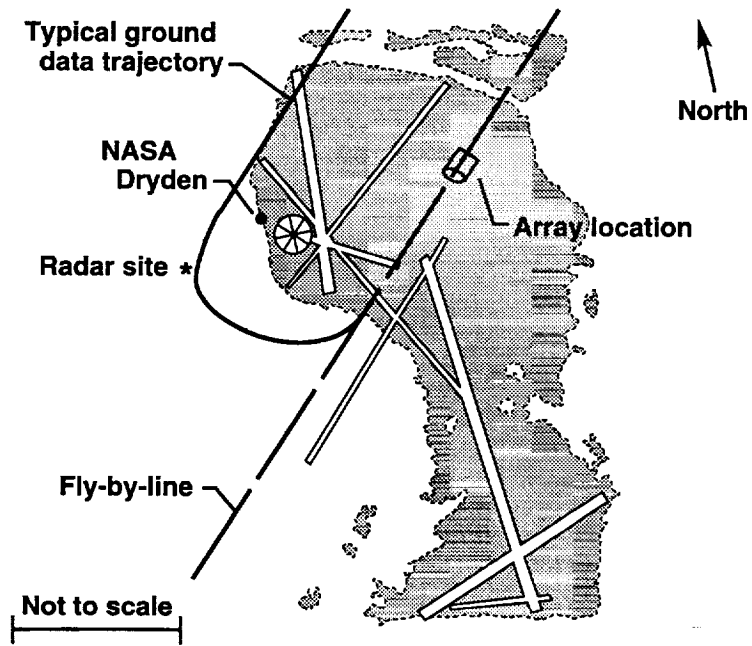 Typical ground
data trajectory
North
NASA
Dryden
Array location
Radar site *
Fly-by-line
Not to scale